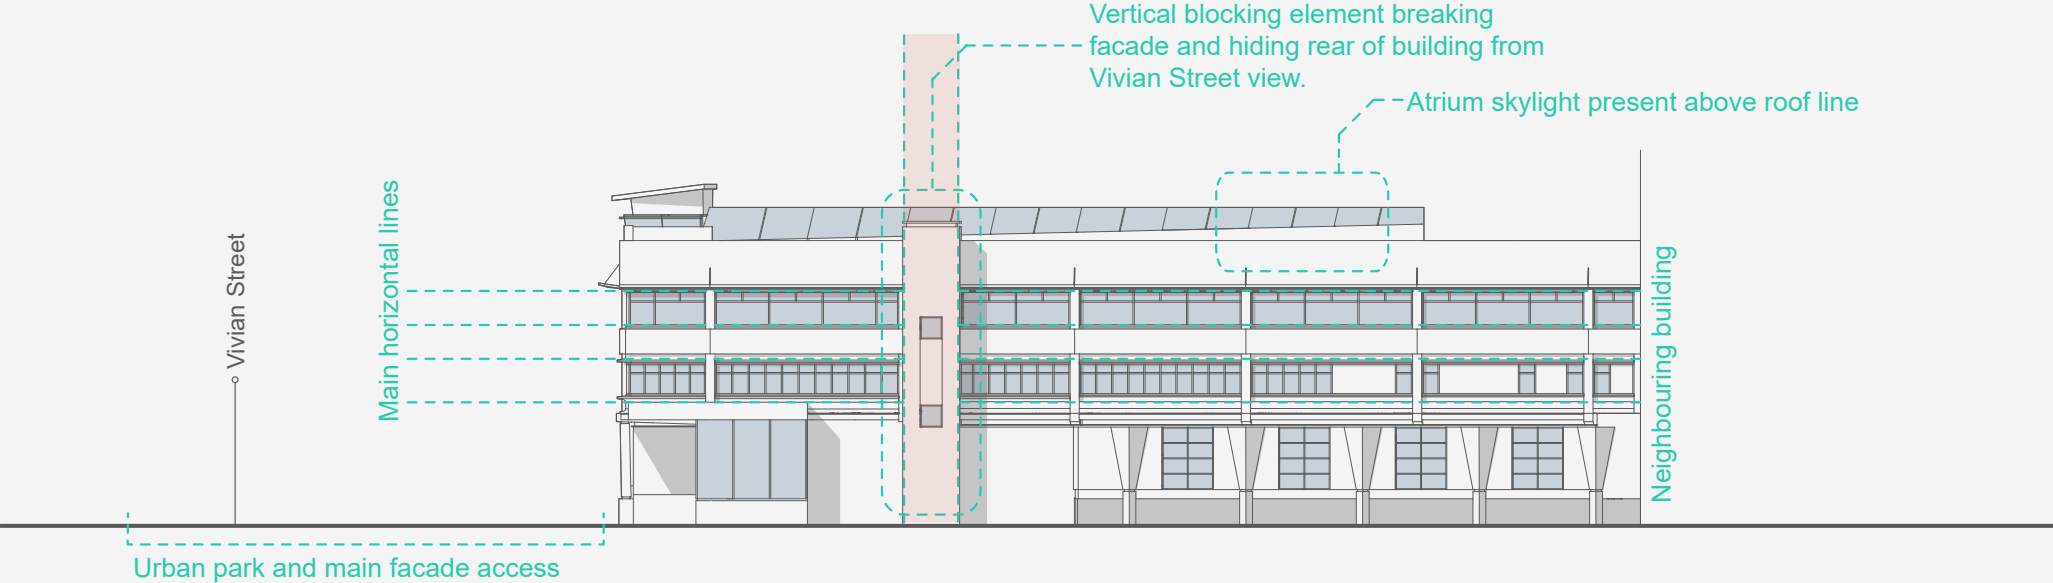 Vertical blocking element breaking
facade and hiding rear of building from
Vivian Street view.
Atrium skylight present above roof line
Main horizontal lines
Vivian Street
Neighbouring building
Urban park and main facade access